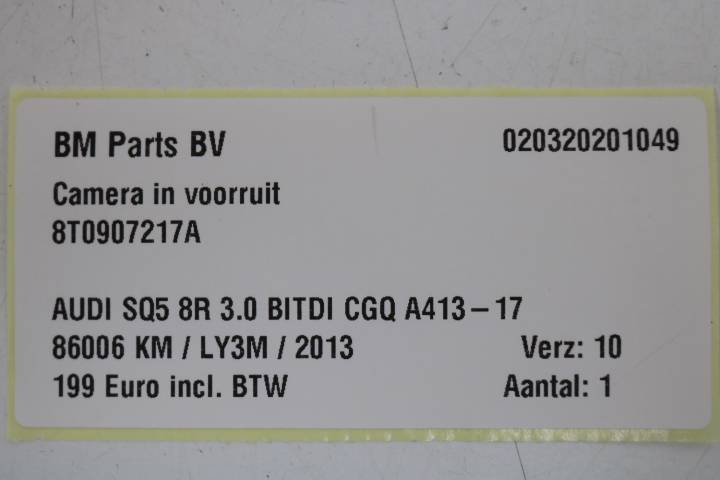 BM Parts BV 020320201049
Camera in voorruit
8T0907217A
AUDI SQ5 8R 3.0 BITDI CGQ A413-17
86006 KM / LY3M / 2013 Verz: 10
199 Euro incl. BTW Aantal: 1